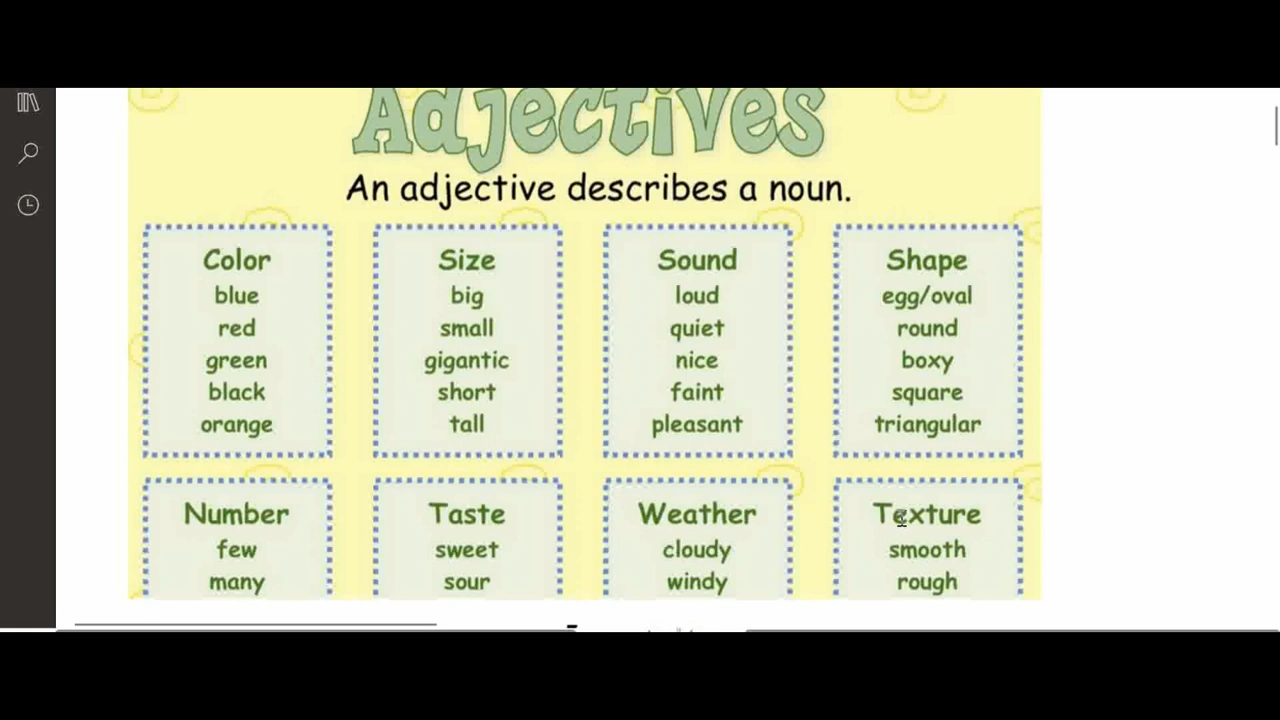 Adjectives
An adjective describes a noun.
Color
blue
red
green
black
orange
Size
big
small
gigantic
short
tall
Sound
loud
quiet
nice
faint
pleasant
Shape
egg/oval
round
boxy
square
triangular
Number
few
many
Taste
sweet
sour
Weather
cloudy
windy
Texture
smooth
rough